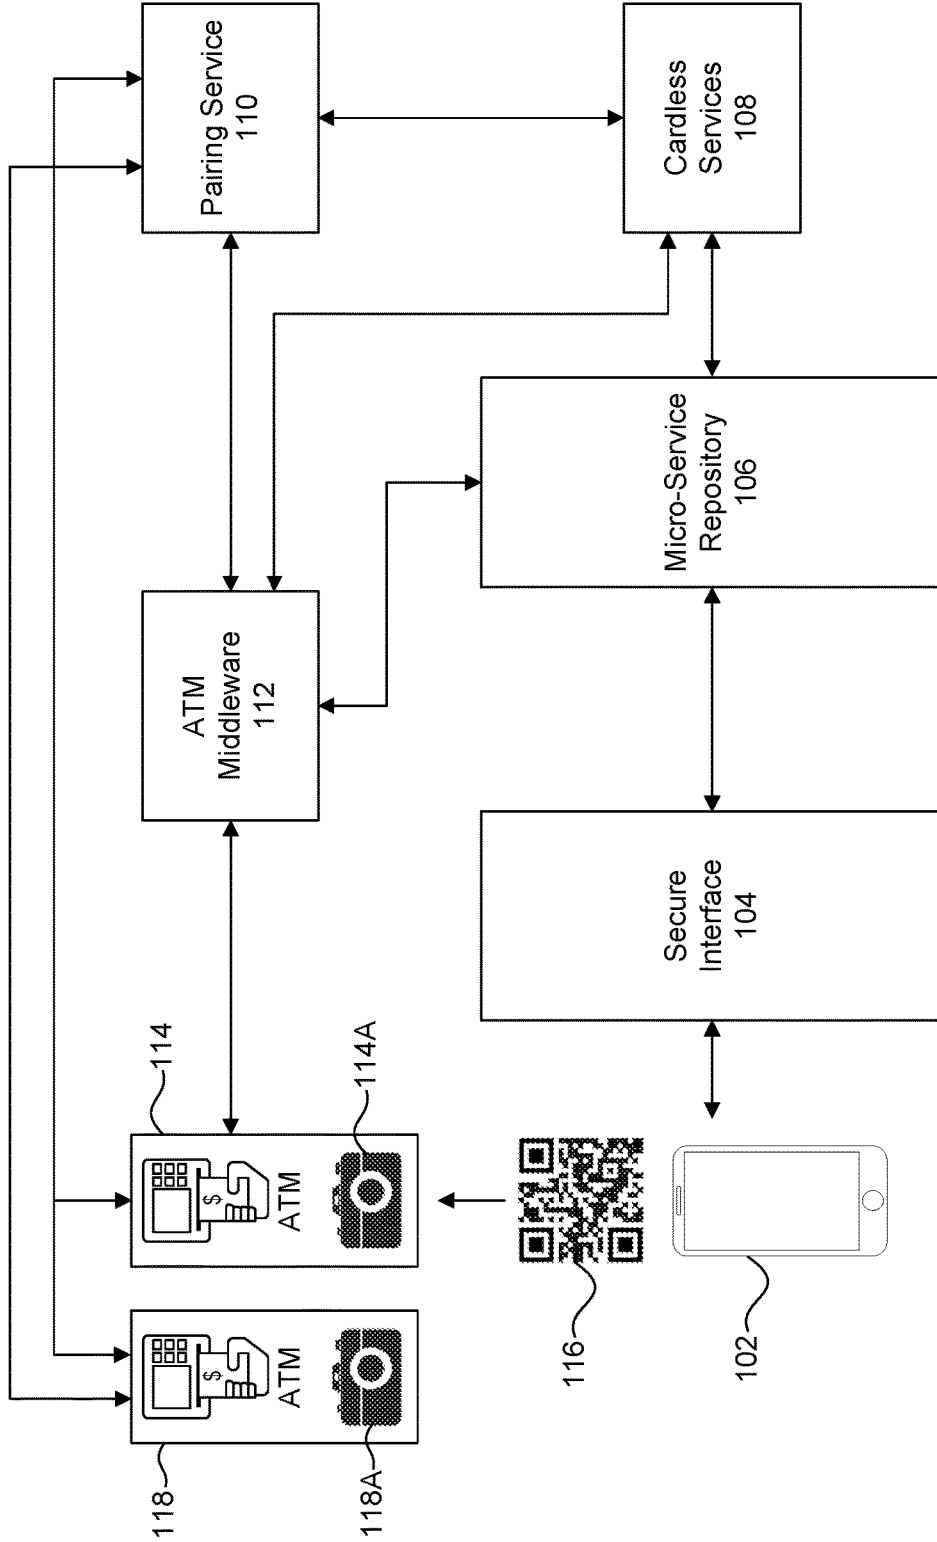 118
$
ATM
118A
114
$
ATM
114A
ATM
Middleware
112
Pairing Service
110
116
102
Secure
Interface
104
Micro-Service
Repository
106
Cardless
Services
108